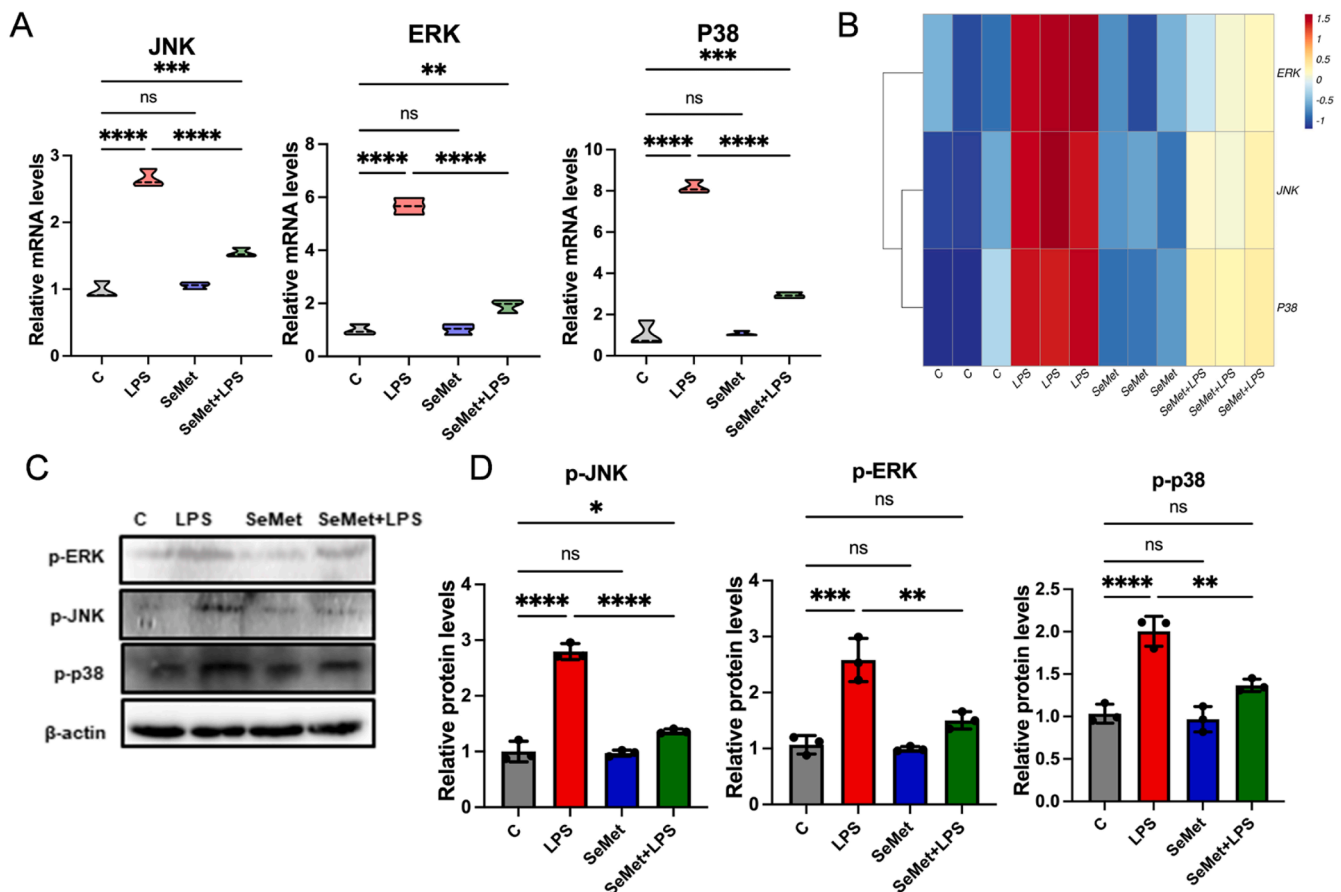 A
JNK
***
ns
**** ****
Relative mRNA levels
3
2
1
0
C
LPS
SeMet
SeMet+LPS
ERK
**
ns
**** ****
Relative mRNA levels
8
6
4
2
0
C
LPS
SeMet
SeMet+LPS
P38
***
ns
**** ****
Relative mRNA levels
10
8
6
4
2
0
C
LPS
SeMet
SeMet+LPS
B
ERK
JNK
P38
C C C LPS LPS LPS SeMet SeMet SeMet SeMet+LPS SeMet+LPS SeMet+LPS
1.5
1
0.5
0
-0.5
-1
C
C LPS SeMet SeMet+LPS
p-ERK
p-JNK
p-p38
β-actin
D
p-JNK
*
ns
**** ****
Relative protein levels
4
3
2
1
0
C
LPS
SeMet
SeMet+LPS
p-ERK
ns
ns
*** **
Relative protein levels
4
3
2
1
0
C
LPS
SeMet
SeMet+LPS
p-p38
ns
ns
**** **
Relative protein levels
2.5
2.0
1.5
1.0
0.5
0.0
C
LPS
SeMet
SeMet+LPS